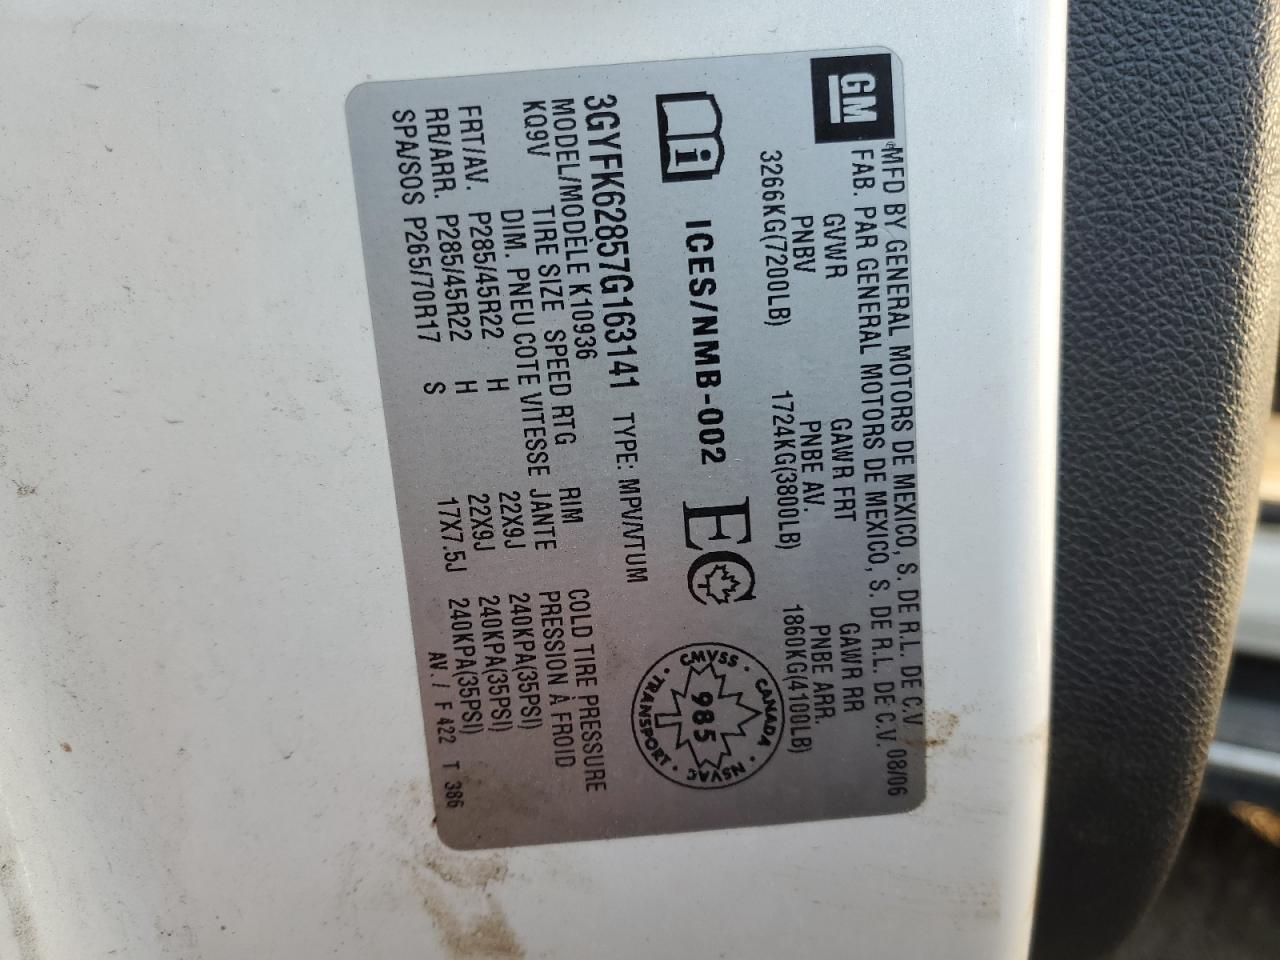 GM
MFD BY GENERAL MOTORS DE MEXICO, S. DE R.L. DE C.V. 08/06
FAB. PAR GENERAL MOTORS DE MEXICO, S. DE R.L. DE C.V.
GVWR GAWR FRT GAWR RR
PNBV PNBE AV. PNBE ARR.
3266KG(7200LB) 1724KG(3800LB) 1860KG(4100LB)
i ICES/NMB-002 EC
CMVSS · CANADA · NSVAC · TRANSPORT ·
985
3GYFK62857G163141 TYPE: MPV/VTUM
MODEL/MODÈLE K10936
KQ9V TIRE SIZE SPEED RTG RIM COLD TIRE PRESSURE
DIM. PNEU COTE VITESSE JANTE PRESSION À FROID
FRT/AV. P285/45R22 H 22X9J 240KPA(35PSI)
RR/ARR. P285/45R22 H 22X9J 240KPA(35PSI)
SPA/SOS P265/70R17 S 17X7.5J 240KPA(35PSI)
AV. / F 422 T 386